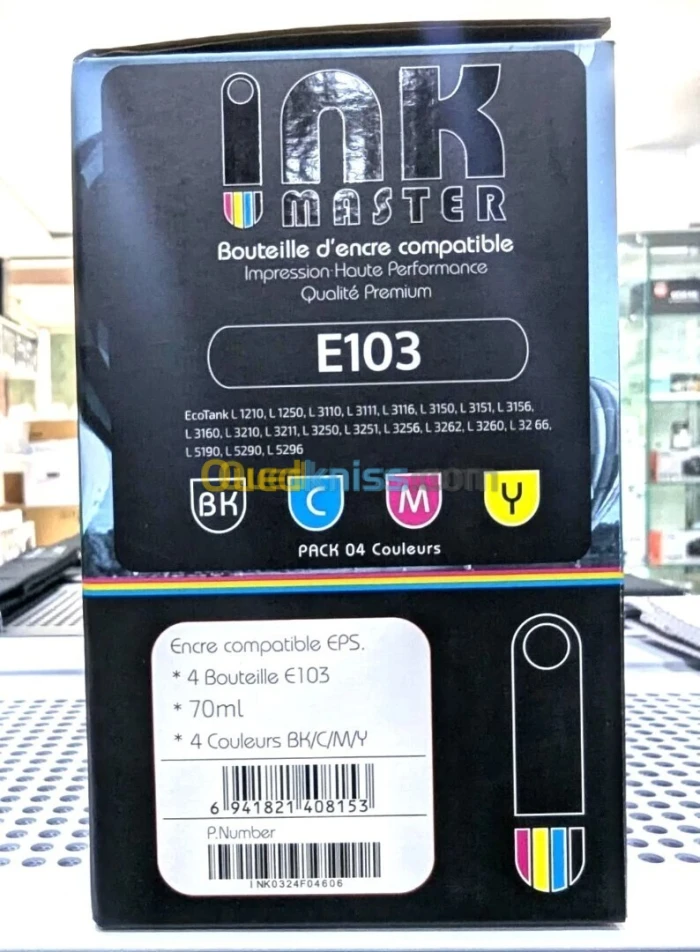 INK
MASTER
Bouteille d'encre compatible
Impression Haute Performance
Qualité Premium
E103
EcoTank L 1210, L 1250, L 3110, L 3111, L 3116, L 3150, L 3151, L 3156,
L 3160, L 3210, L 3211, L 3250, L 3251, L 3256, L 3262, L 3260, L 32 66,
L 5190, L 5290, L 5296
Ouedkniss.com
BK C M Y
PACK 04 Couleurs
Encre compatible EPS.
* 4 Bouteille E103
* 70ml
* 4 Couleurs BK/C/M/Y
6 941821 408153
P.Number
INK0324F04606